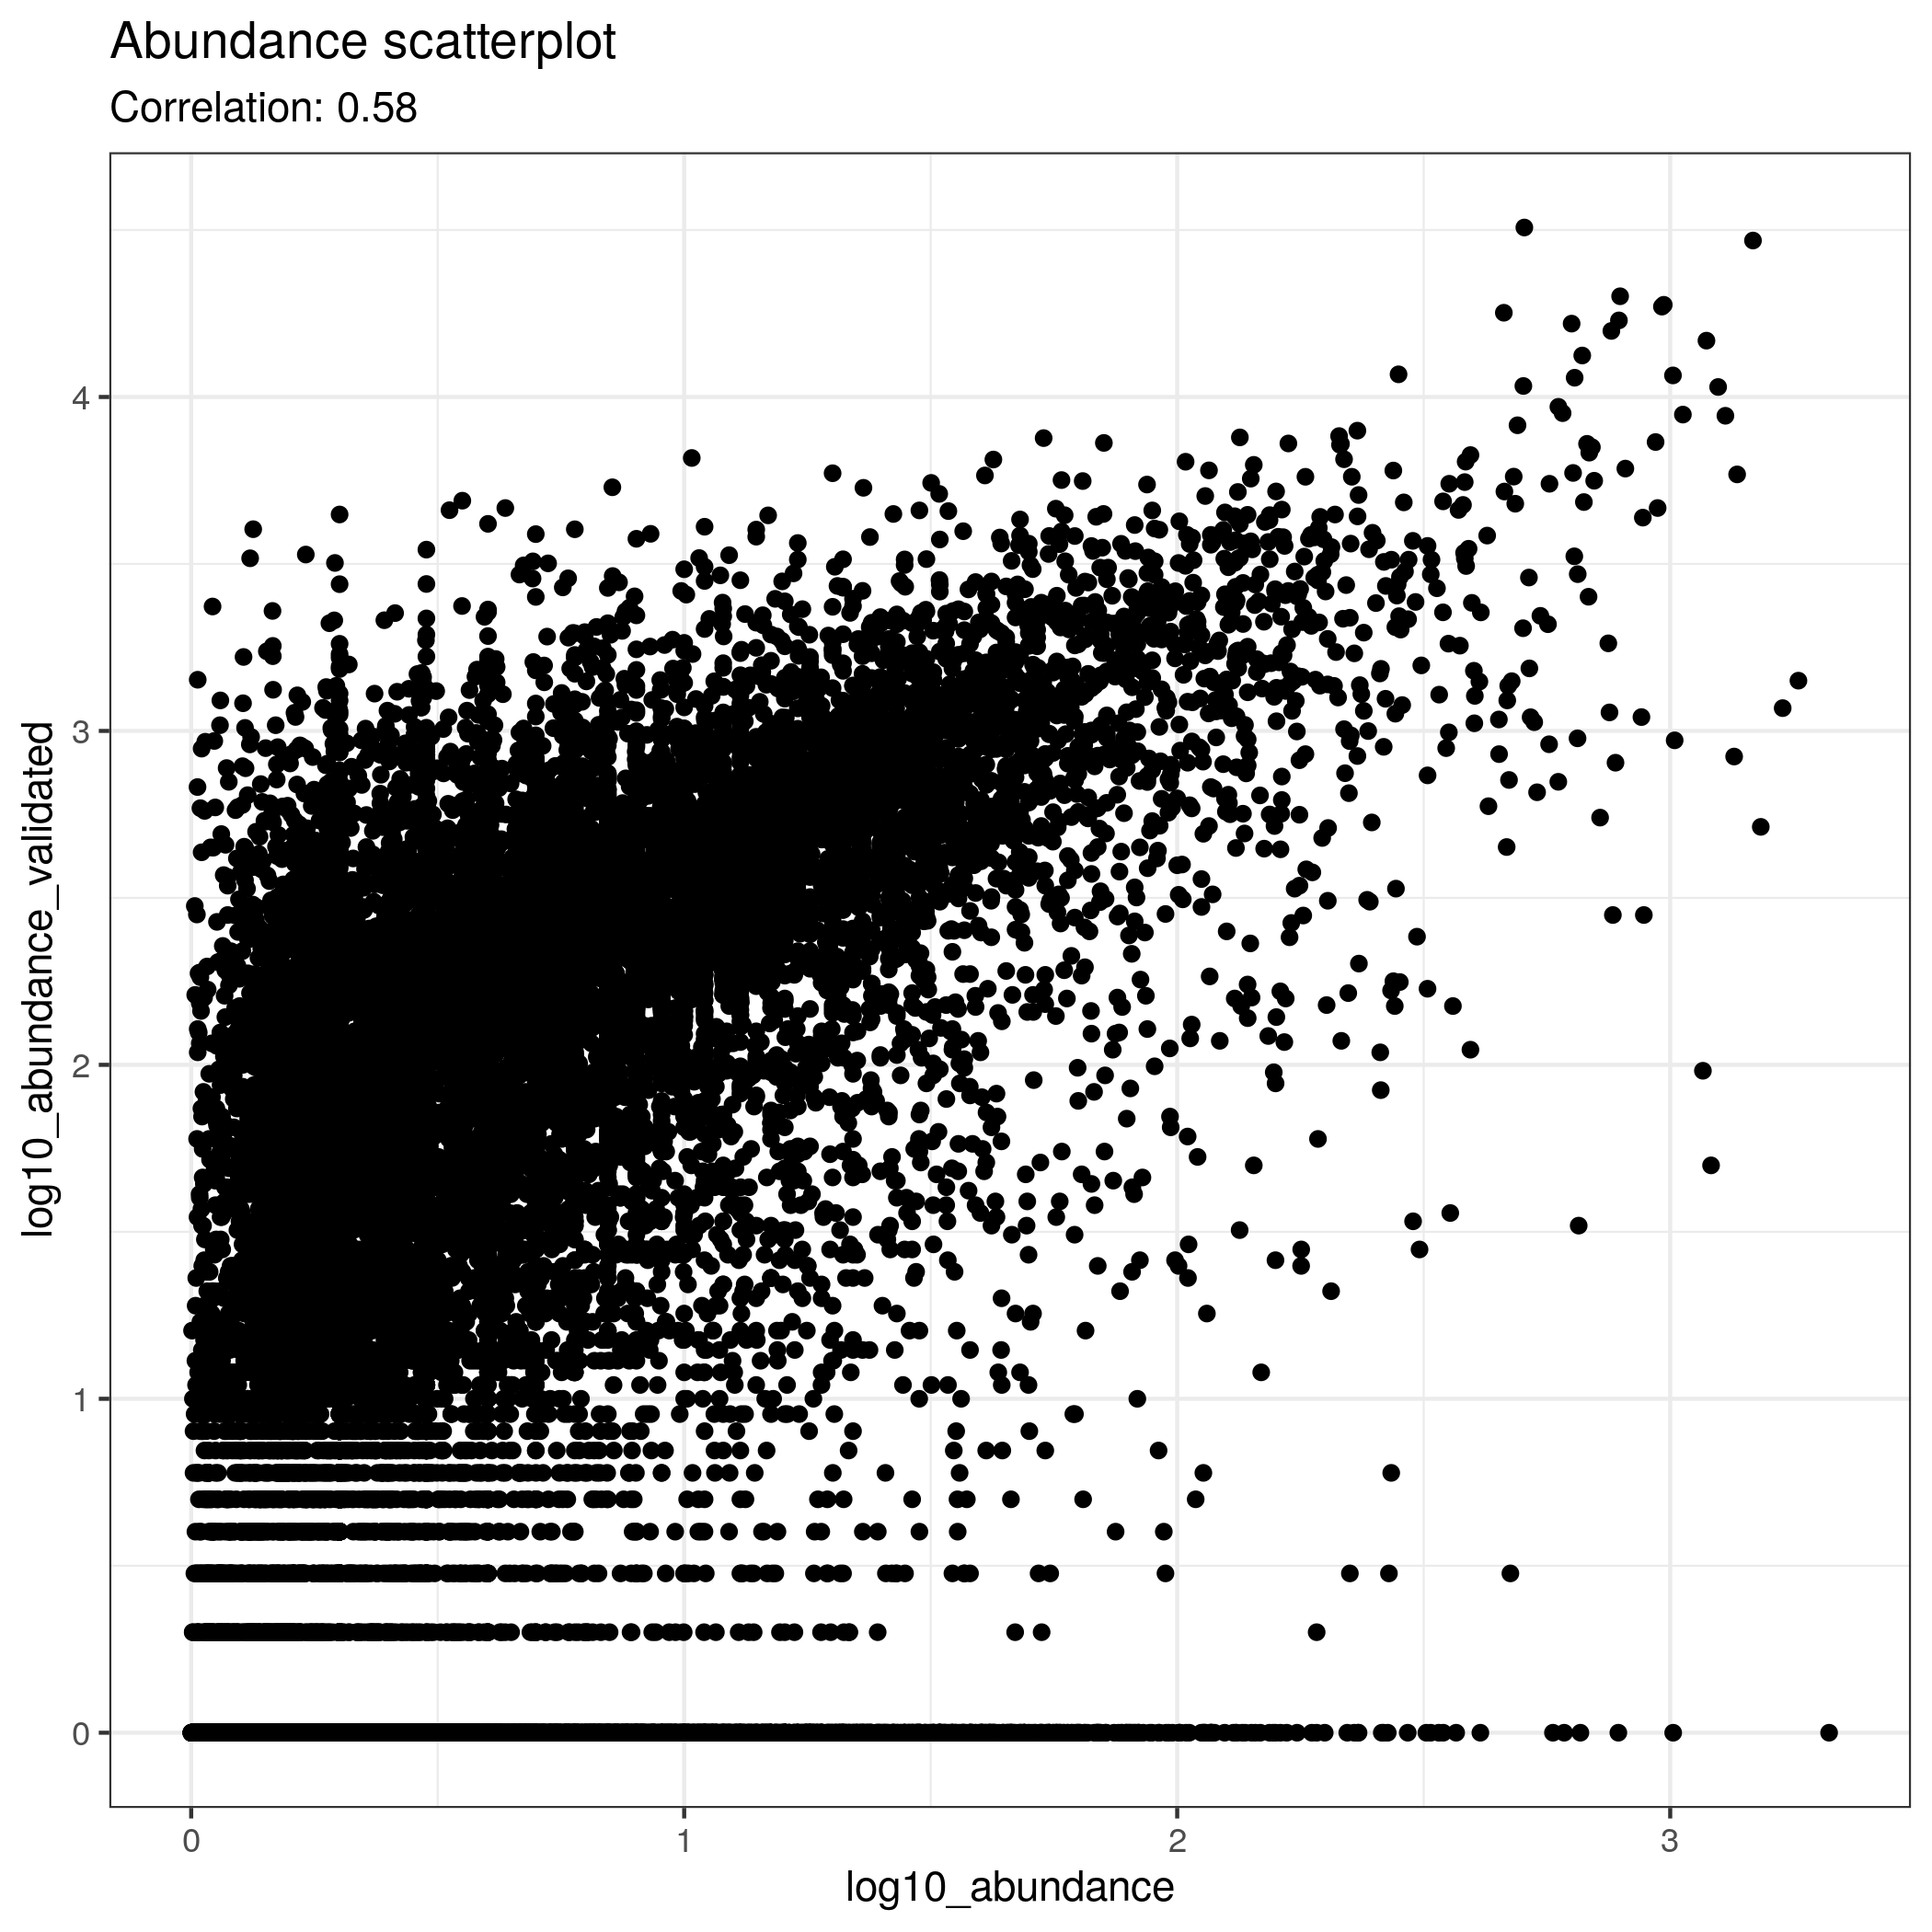 Abundance scatterplot
Correlation: 0.58
log10_abundance_validated
4
3
2
1
0
0 1 2 3
log10_abundance